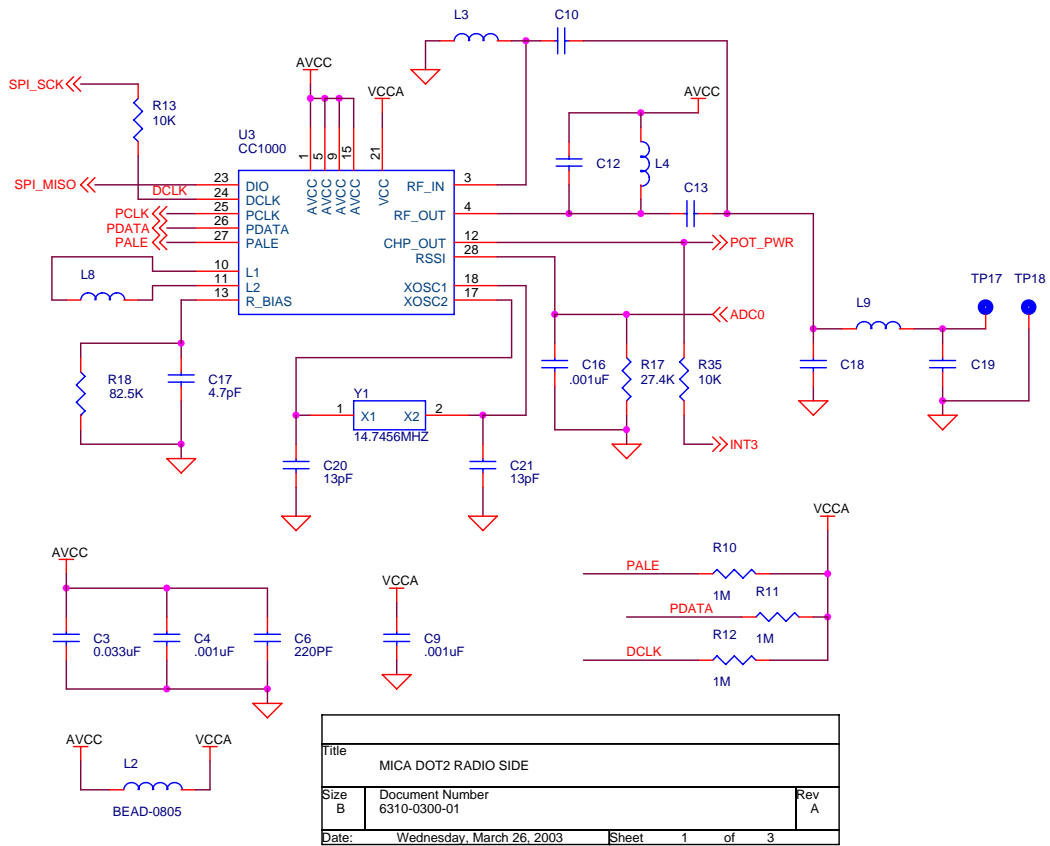 L3
C10
SPI_SCK
AVCC
VCCA
AVCC
R13
10K
U3
CC1000
1
5
9
15
21
C12
L4
SPI_MISO
23
DIO
AVCC
AVCC
AVCC
AVCC
VCC
RF_IN
3
DCLK
24
DCLK
C13
PCLK
25
PCLK
RF_OUT
4
PDATA
26
PDATA
PALE
27
PALE
CHP_OUT
12
POT_PWR
RSSI
28
10
L1
L8
11
L2
XOSC1
18
13
R_BIAS
XOSC2
17
TP17
TP18
L9
ADC0
R18
82.5K
C17
4.7pF
C16
.001uF
R17
27.4K
R35
10K
C18
C19
Y1
1
X1
X2
2
14.7456MHZ
INT3
C20
13pF
C21
13pF
VCCA
AVCC
VCCA
PALE
R10
1M
PDATA
R11
1M
DCLK
R12
1M
C3
0.033uF
C4
.001uF
C6
220PF
C9
.001uF
AVCC
VCCA
L2
BEAD-0805
Title
MICA DOT2 RADIO SIDE
Size
B
Document Number
6310-0300-01
Rev
A
Date: Wednesday, March 26, 2003 Sheet 1 of 3